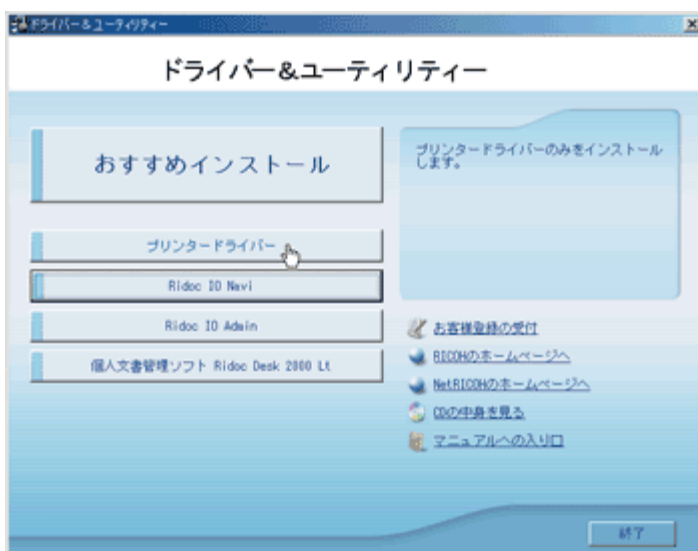 ドライバー&ユーティリティー
ドライバー&ユーティリティー
おすすめインストール
プリンタードライバーのみをインストール
します。
プリンタードライバー
Ridoc IO Navi
Ridoc IO Admin
個人文書管理ソフト Ridoc Desk 2000 Lt
お客様登録の受付
RICOHのホームページへ
NetRICOHのホームページへ
CDの中身を見る
マニュアルへの入り口
終了